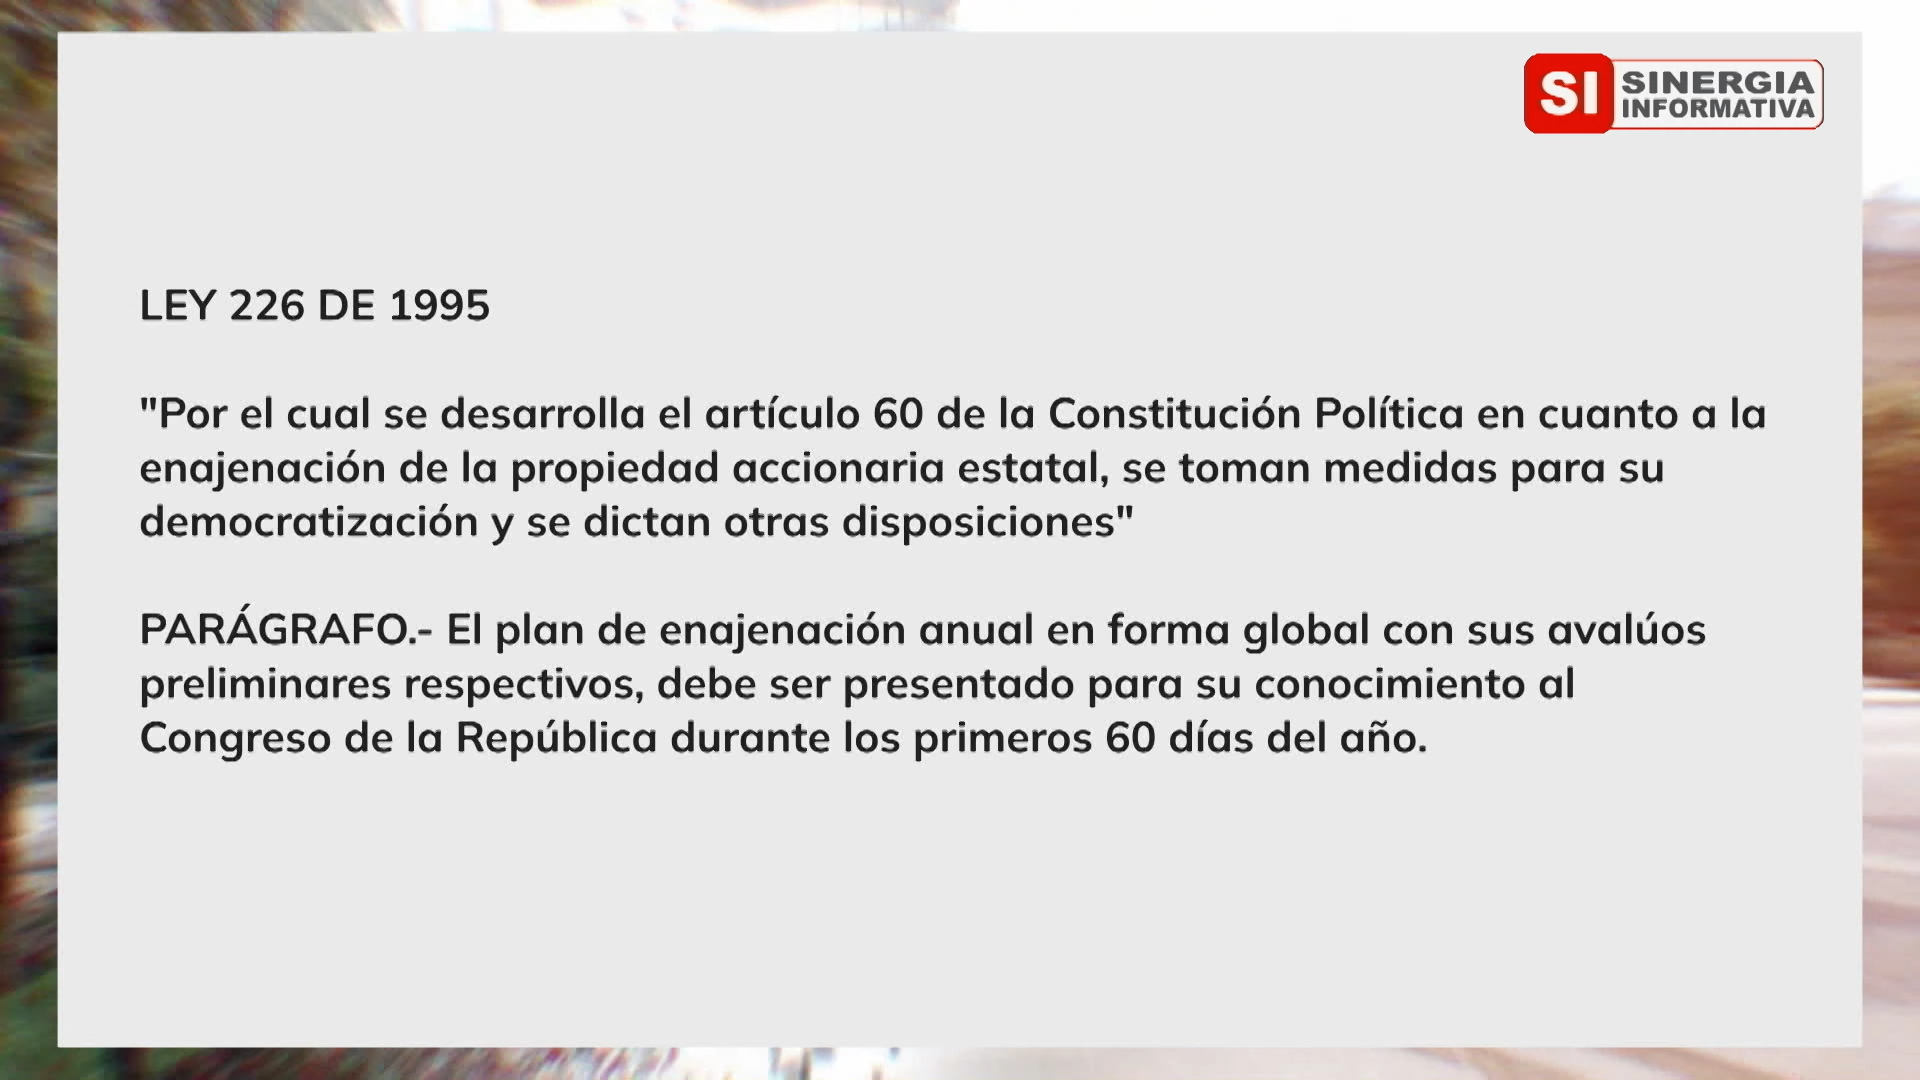 SI SINERGIA
INFORMATIVA
LEY 226 DE 1995
"Por el cual se desarrolla el artículo 60 de la Constitución Política en cuanto a la
enajenación de la propiedad accionaria estatal, se toman medidas para su
democratización y se dictan otras disposiciones"
PARÁGRAFO.- El plan de enajenación anual en forma global con sus avalúos
preliminares respectivos, debe ser presentado para su conocimiento al
Congreso de la República durante los primeros 60 días del año.